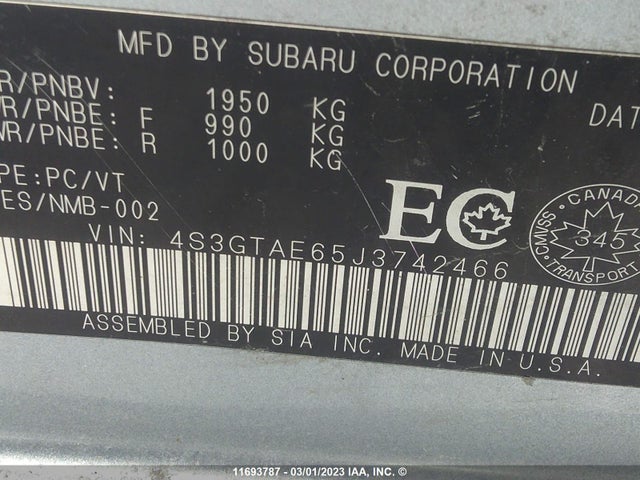 MFD BY SUBARU CORPORATION
R/PNBV: 1950 KG
WR/PNBE: F 990 KG
WR/PNBE: R 1000 KG
DAT
PE:PC/VT
ES/NMB-002
EC
CANADA
CMVSS
345
TRANSPORT
VIN: 4S3GTAE65J3742466
ASSEMBLED BY SIA INC. MADE IN U.S.A.
11693787 - 03/01/2023 IAA, Inc. ©